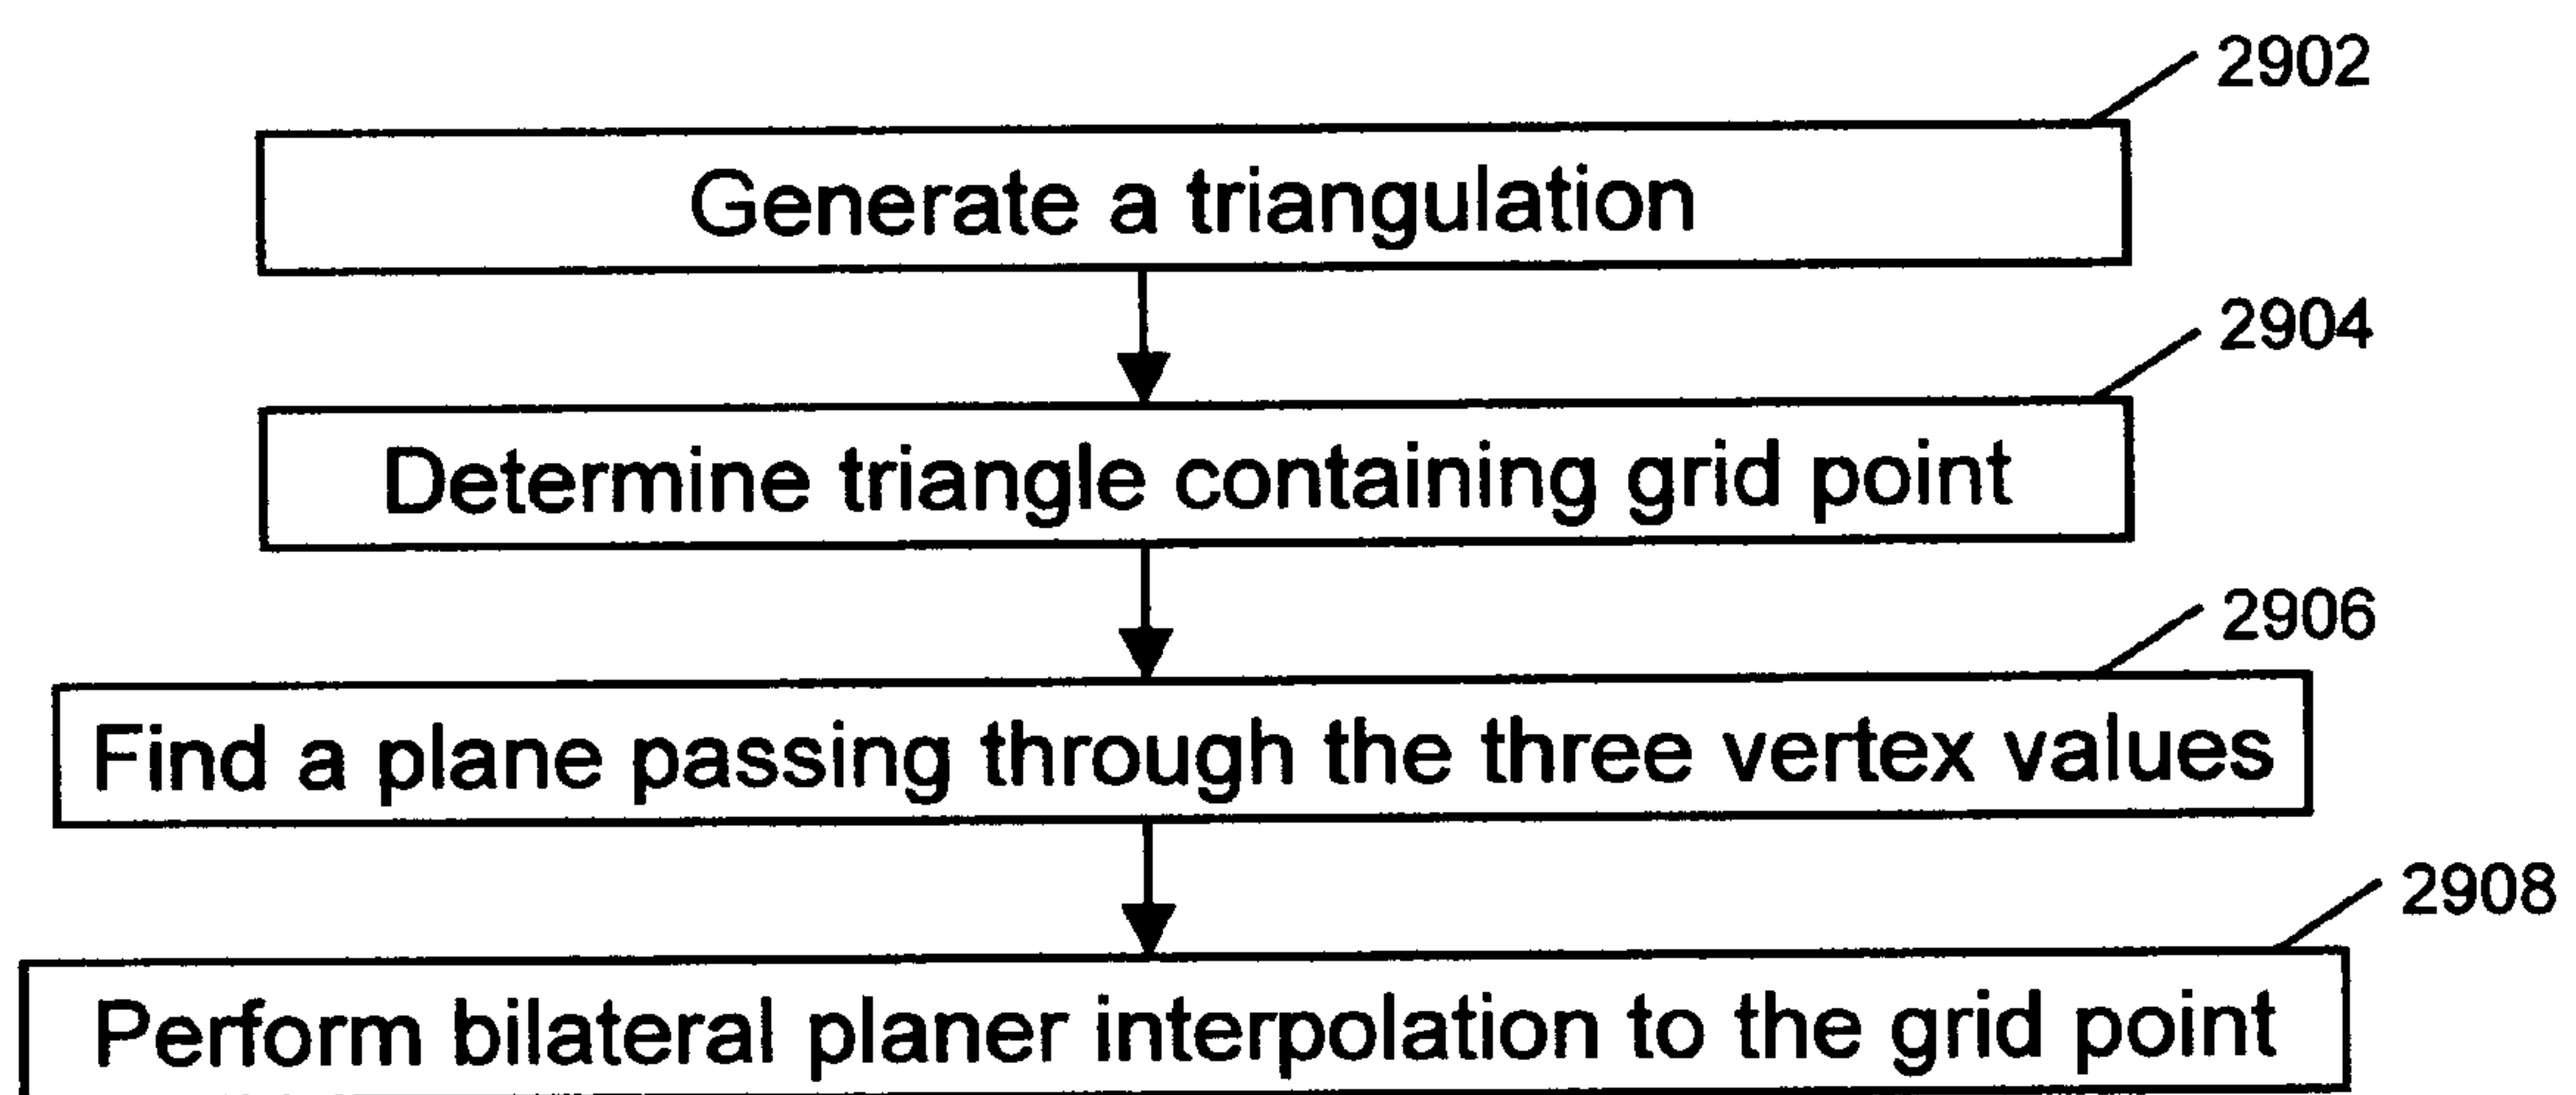 2902
Generate a triangulation
2904
Determine triangle containing grid point
2906
Find a plane passing through the three vertex values
2908
Perform bilateral planer interpolation to the grid point